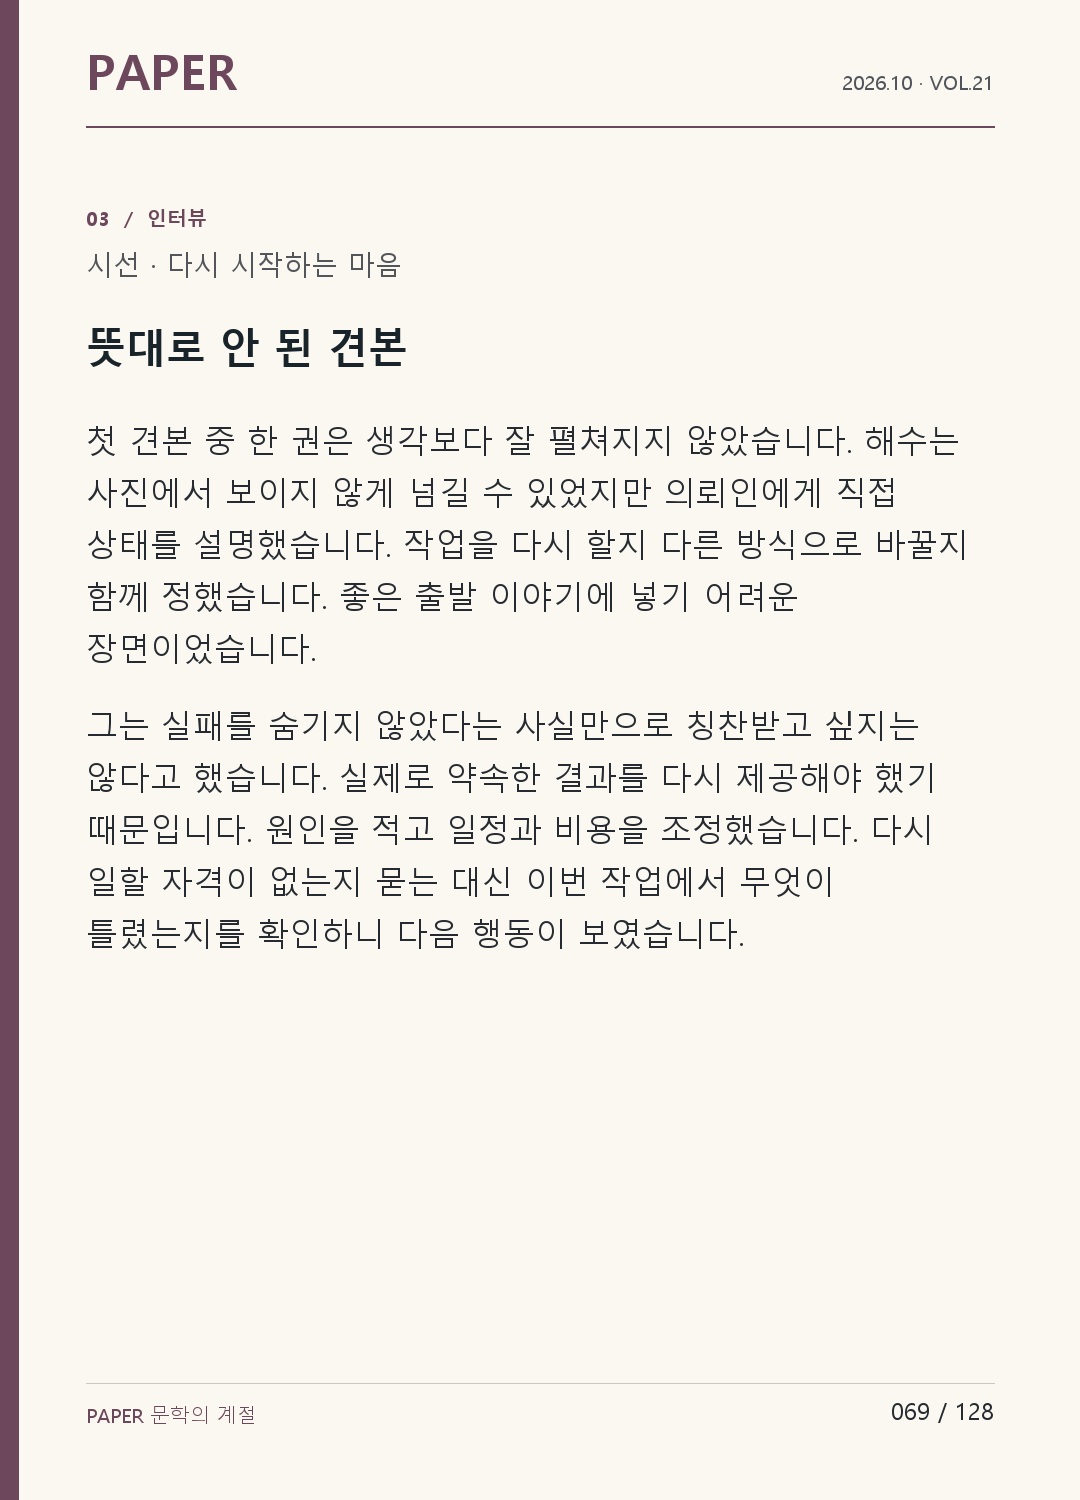 PAPER
2026.10 · VOL.21
03 / 인터뷰
시선 · 다시 시작하는 마음
뜻대로 안 된 견본
첫 견본 중 한 권은 생각보다 잘 펼쳐지지 않았습니다. 해수는
사진에서 보이지 않게 넘길 수 있었지만 의뢰인에게 직접
상태를 설명했습니다. 작업을 다시 할지 다른 방식으로 바꿀지
함께 정했습니다. 좋은 출발 이야기에 넣기 어려운
장면이었습니다.
그는 실패를 숨기지 않았다는 사실만으로 칭찬받고 싶지는
않다고 했습니다. 실제로 약속한 결과를 다시 제공해야 했기
때문입니다. 원인을 적고 일정과 비용을 조정했습니다. 다시
일할 자격이 없는지 묻는 대신 이번 작업에서 무엇이
틀렸는지를 확인하니 다음 행동이 보였습니다.
PAPER 문학의 계절
069 / 128